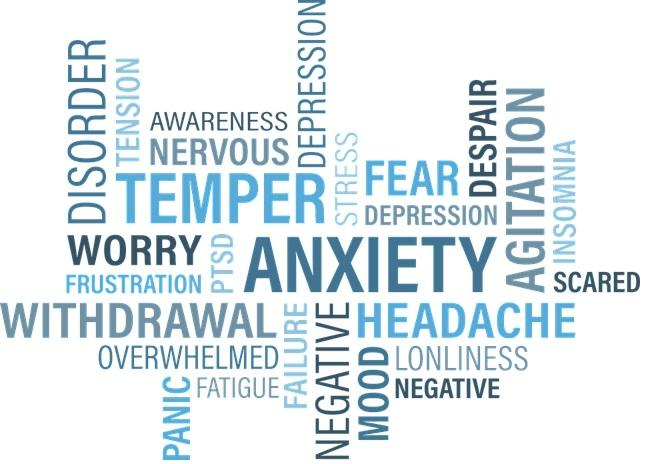 DISORDER
TENSION
DEPRESSION
AWARENESS
NERVOUS
TEMPER
STRESS
FEAR
DEPRESSION
DESPAIR
AGITATION
INSOMNIA
WORRY
FRUSTRATION
PTSD
ANXIETY
SCARED
WITHDRAWAL
FAILURE
NEGATIVE
HEADACHE
OVERWHELMED
FATIGUE
PANIC
MOOD
LONLINESS
NEGATIVE